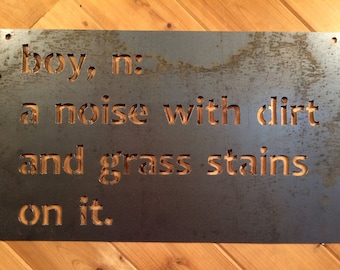 boy, n:
a noise with dirt
and grass stains
on it.